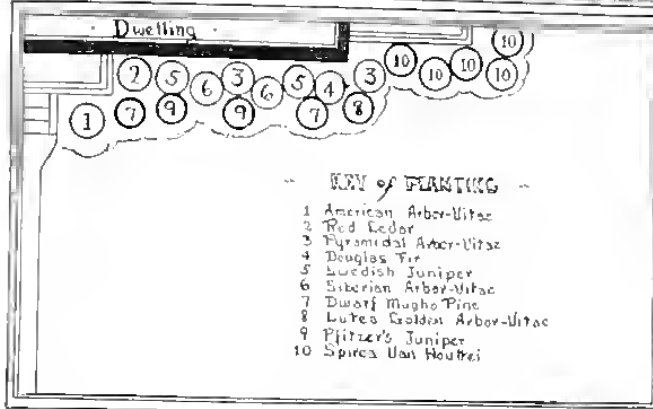 Dwelling
10
2 5 6 3 6 5 4 3 10 10 10 10
1 7 9 9 7 8
KEY of PLANTING
1 American Arbor-Vitae
2 Red Cedar
3 Pyramidal Arbor-Vitae
4 Douglas Fir
5 Swedish Juniper
6 Siberian Arbor-Vitae
7 Dwarf Mugho Pine
8 Lutea Golden Arbor-Vitae
9 Pfitzer's Juniper
10 Spirea Van Houttei